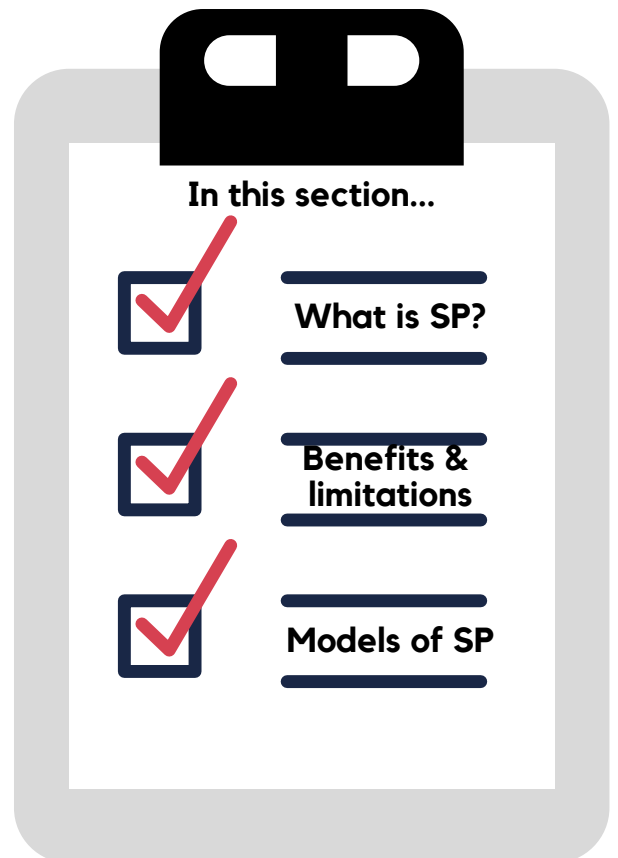 In this section...
What is SP?
Benefits &
limitations
Models of SP